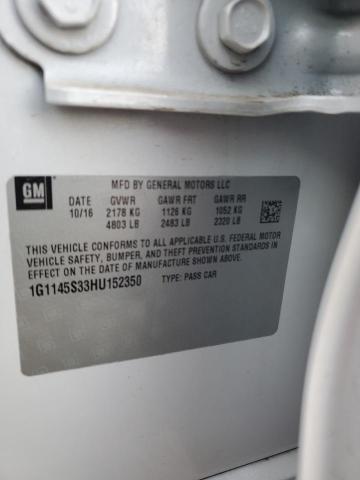 GM
MFD BY GENERAL MOTORS LLC
DATE GVWR GAWR FRT GAWR RR
10/16 2178 KG 1126 KG 1052 KG
4803 LB 2483 LB 2320 LB
THIS VEHICLE CONFORMS TO ALL APPLICABLE U.S. FEDERAL MOTOR
VEHICLE SAFETY, BUMPER, AND THEFT PREVENTION STANDARDS IN
EFFECT ON THE DATE OF MANUFACTURE SHOWN ABOVE.
1G1145S33HU152350 TYPE: PASS CAR